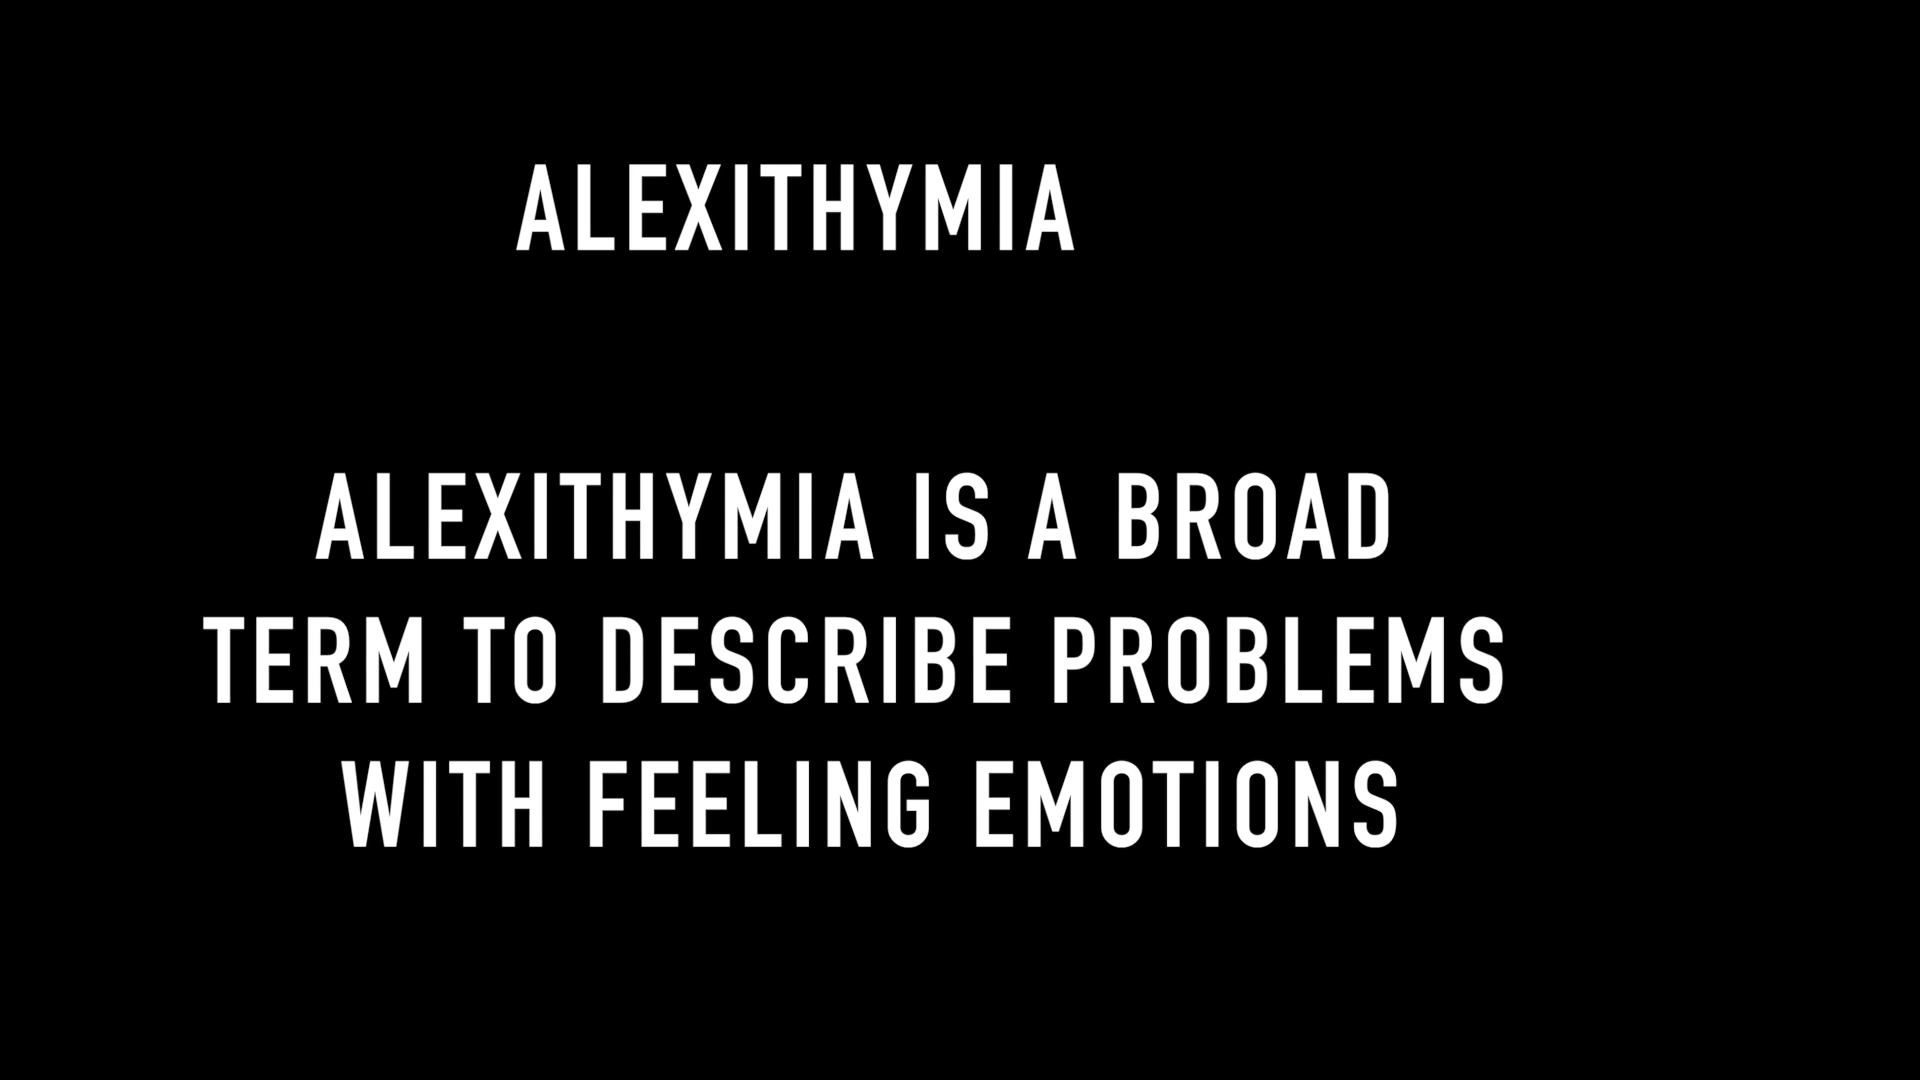 ALEXITHYMIA
ALEXITHYMIA IS A BROAD
TERM TO DESCRIBE PROBLEMS
WITH FEELING EMOTIONS